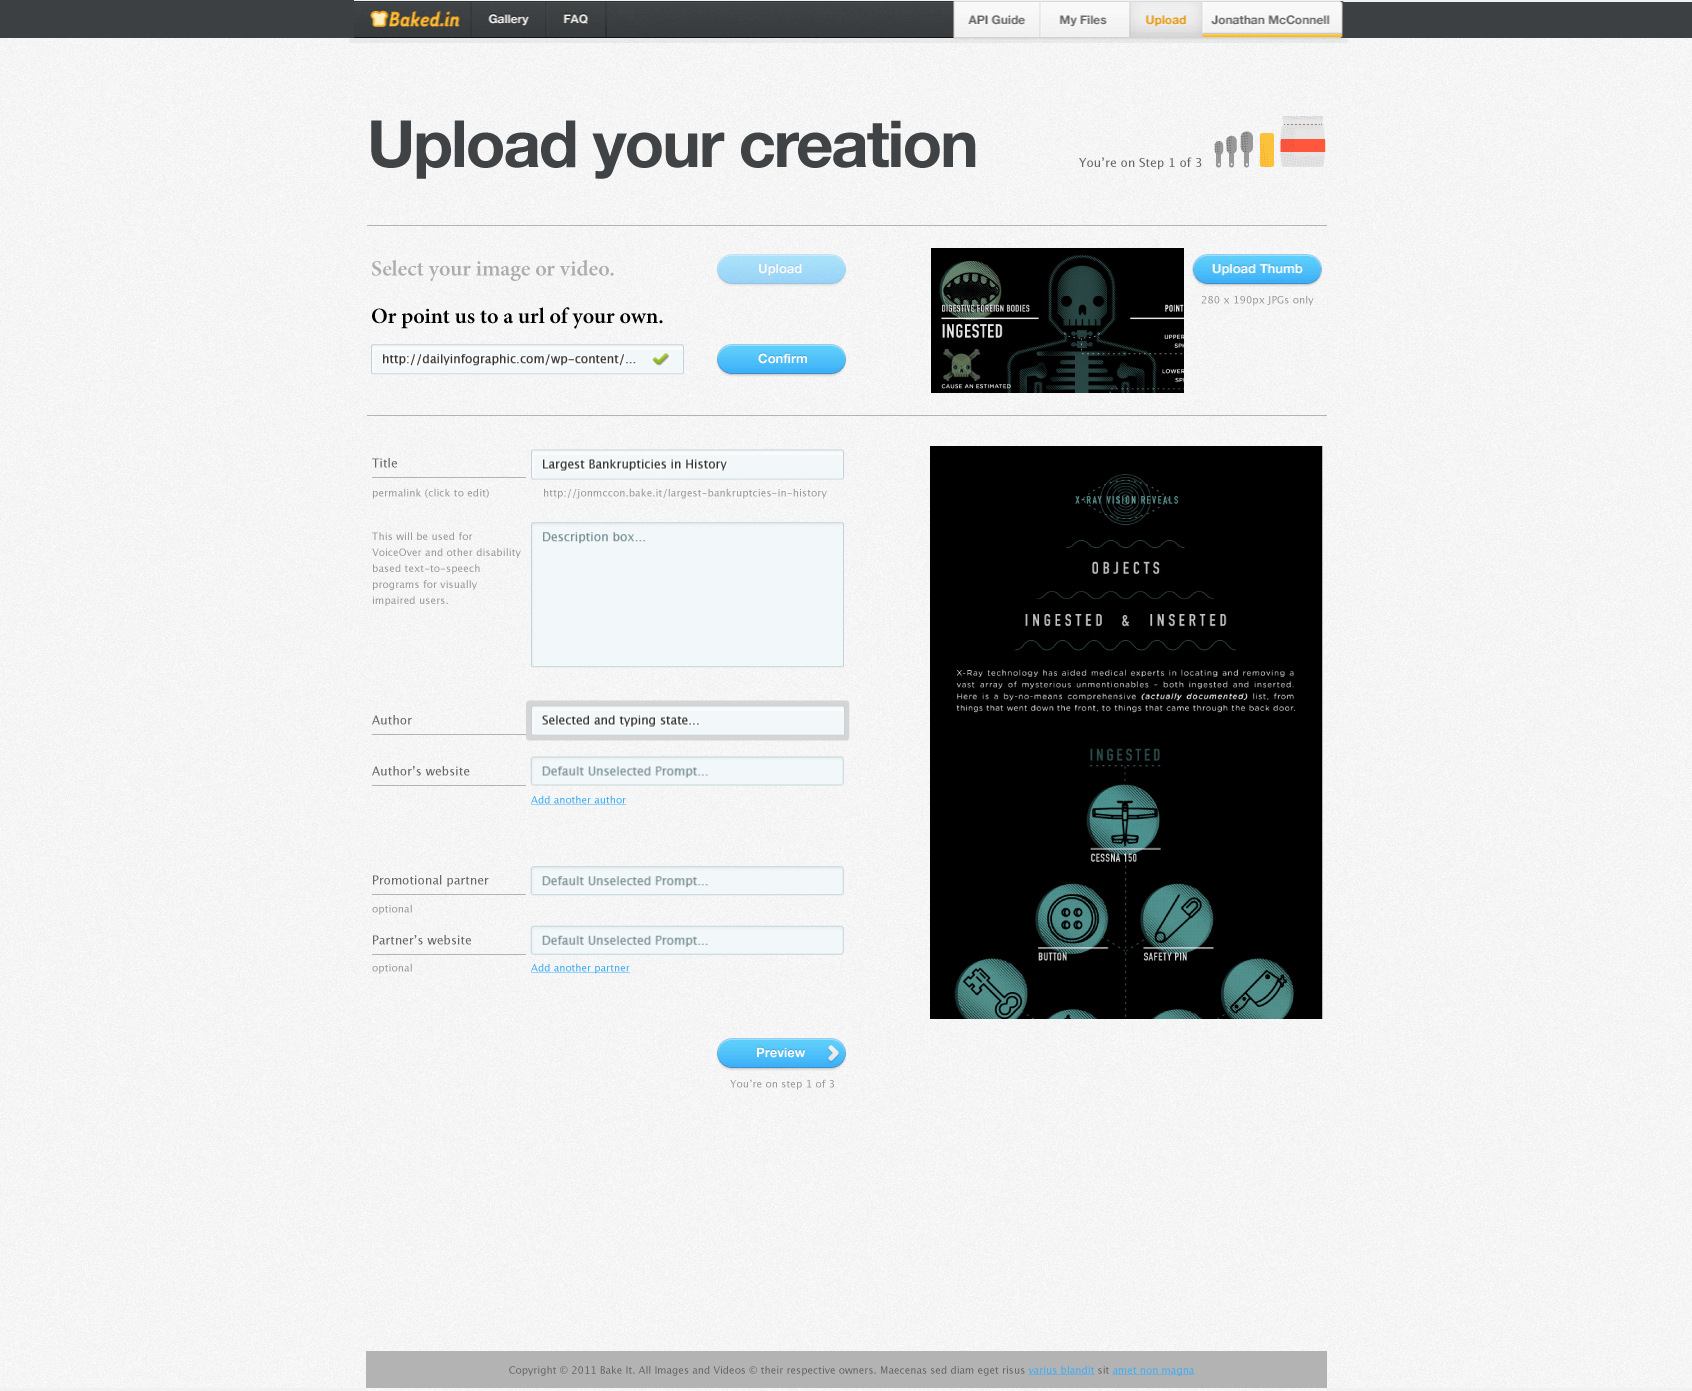 Baked.in
Gallery
FAQ
API Guide
My Files
Upload
Jonathan McConnell
Upload your creation
You're on Step 1 of 3
Select your image or video.
Upload
Or point us to a url of your own.
http://dailyinfographic.com/wp-content/...
Confirm
DIGESTIVE FOREIGN BODIES
INGESTED
CAUSE AN ESTIMATED
POINT
UPPER
SP
LOWER
SP
Upload Thumb
280 x 190px JPGs only
Title
Largest Bankrupticies in History
permalink (click to edit)
http://jonmccon.bake.it/largest-bankruptcies-in-history
This will be used for
VoiceOver and other disability
based text-to-speech
programs for visually
impaired users.
Description box...
Author
Selected and typing state...
Author's website
Default Unselected Prompt...
Add another author
Promotional partner
Default Unselected Prompt...
optional
Partner's website
Default Unselected Prompt...
optional
Add another partner
Preview
You're on step 1 of 3
X-RAY VISION REVEALS
OBJECTS
INGESTED & INSERTED
X-Ray technology has aided medical experts in locating and removing a
vast array of mysterious unmentionables - both ingested and inserted.
Here is a by-no-means comprehensive (actually documented) list, from
things that went down the front, to things that came through the back door.
INGESTED
CESSNA 150
BUTTON
SAFETY PIN
Copyright © 2011 Bake It. All Images and Videos © their respective owners. Maecenas sed diam eget risus varius blandit sit amet non magna